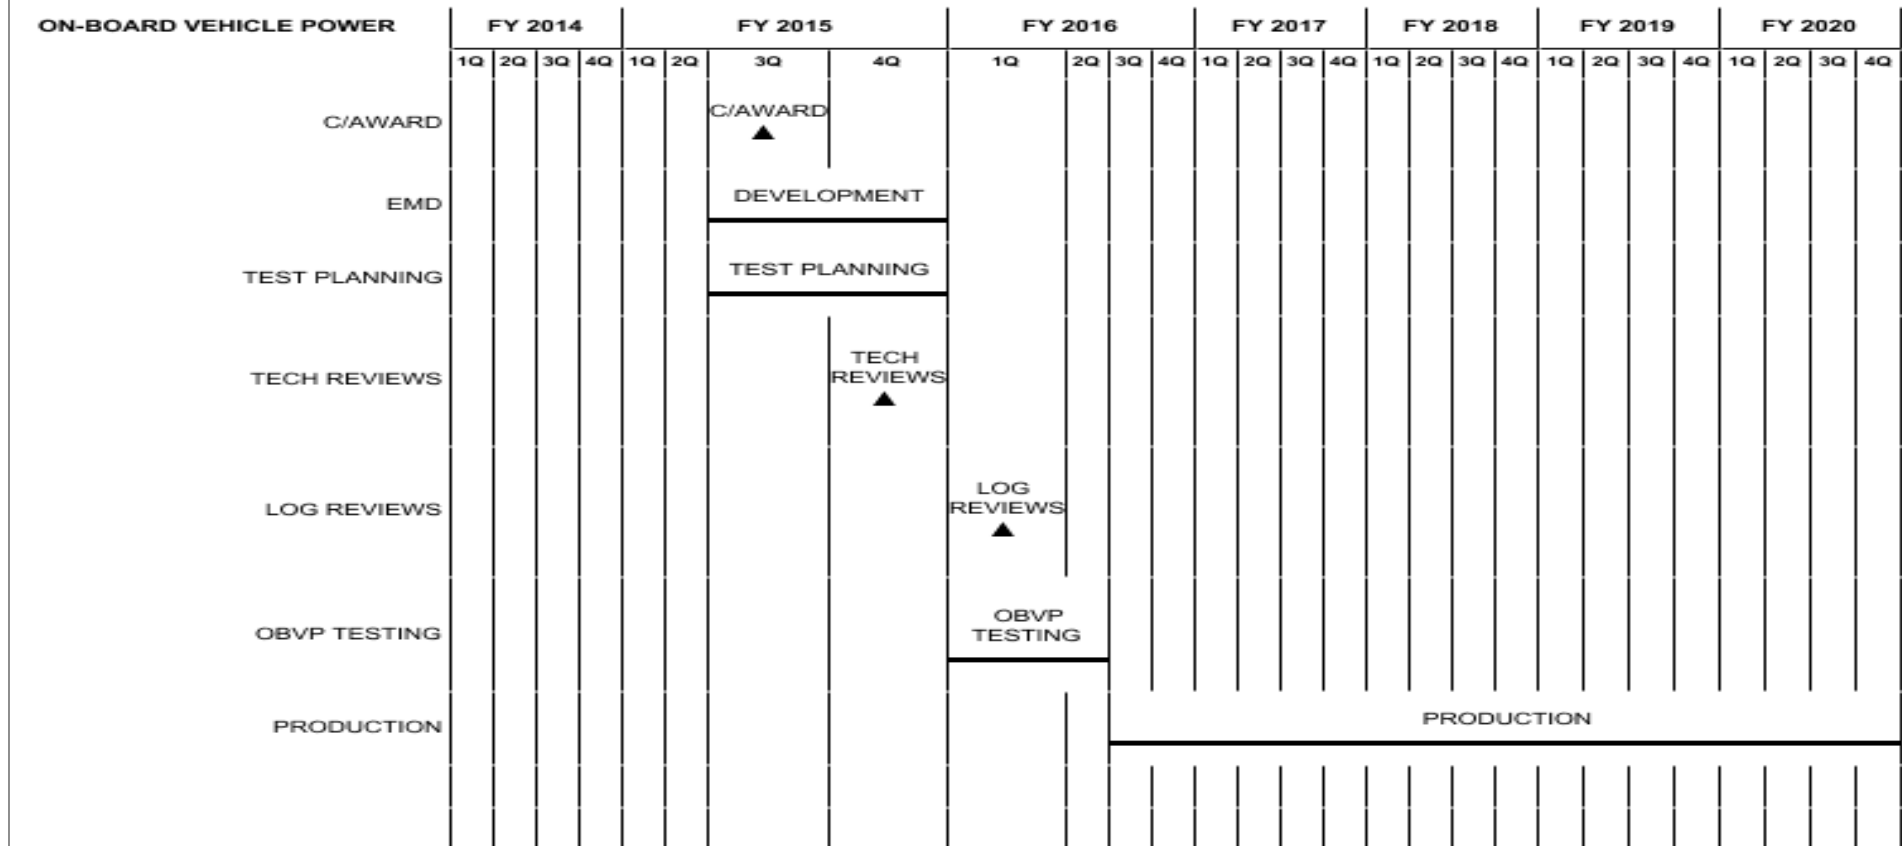 ON-BOARD VEHICLE POWER FY 2014 FY 2015 FY 2016 FY 2017 FY 2018 FY 2019 FY 2020
1Q 2Q 3Q 4Q 1Q 2Q 3Q 4Q 1Q 2Q 3Q 4Q 1Q 2Q 3Q 4Q 1Q 2Q 3Q 4Q 1Q 2Q 3Q 4Q 1Q 2Q 3Q 4Q
C/AWARD
C/AWARD
DEVELOPMENT
EMD
TEST PLANNING
TEST PLANNING
TECH
REVIEWS
TECH REVIEWS
LOG
REVIEWS
LOG REVIEWS
OBVP
TESTING
OBVP TESTING
PRODUCTION
PRODUCTION